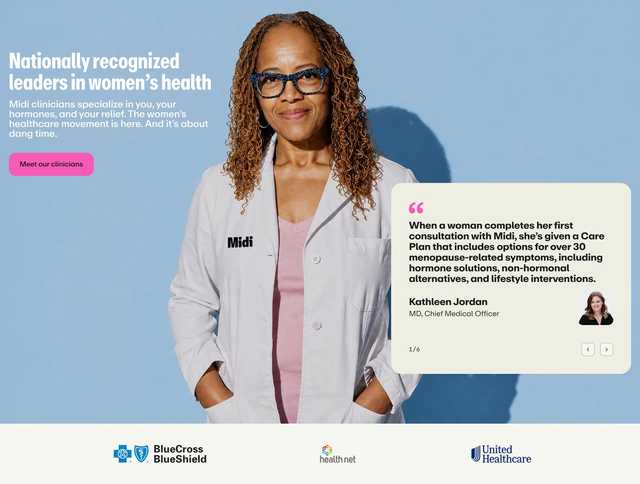 Nationally recognized
leaders in women's health
Midi clinicians specialize in you, your
hormones, and your relief. The women's
healthcare movement is here. And it's about
dang time.
Meet our clinicians
Midi
When a woman completes her first
consultation with Midi, she's given a Care
Plan that includes options for over 30
menopause-related symptoms, including
hormone solutions, non-hormonal
alternatives, and lifestyle interventions.
Kathleen Jordan
MD, Chief Medical Officer
1/6
BlueCross
BlueShield
health net
United
Healthcare